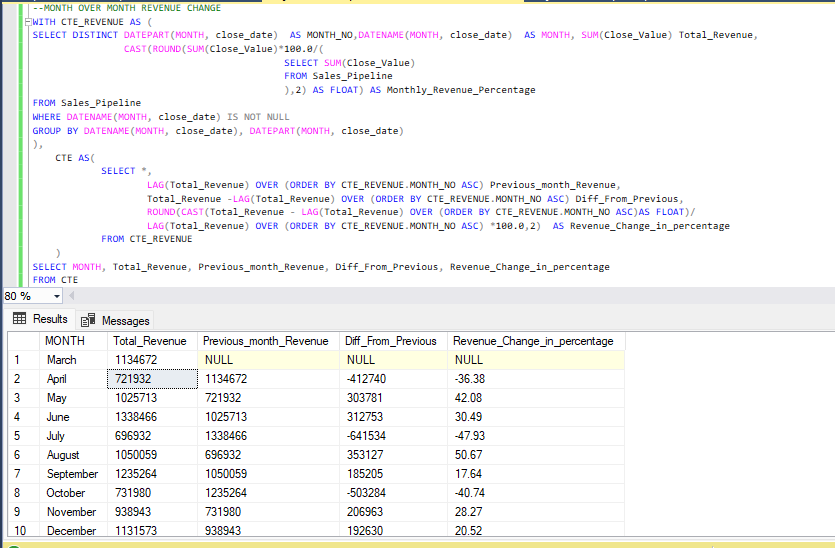 --MONTH OVER MONTH REVENUE CHANGE
WITH CTE_REVENUE AS (
SELECT DISTINCT DATEPART(MONTH, close_date)  AS MONTH_NO,DATENAME(MONTH, close_date)  AS MONTH, SUM(Close_Value) Total_Revenue,
CAST(ROUND(SUM(Close_Value)*100.0/(
SELECT SUM(Close_Value)
FROM Sales_Pipeline
),2) AS FLOAT) AS Monthly_Revenue_Percentage
FROM Sales_Pipeline
WHERE DATENAME(MONTH, close_date) IS NOT NULL
GROUP BY DATENAME(MONTH, close_date), DATEPART(MONTH, close_date)
),
CTE AS(
SELECT *,
LAG(Total_Revenue) OVER (ORDER BY CTE_REVENUE.MONTH_NO ASC) Previous_month_Revenue,
Total_Revenue -LAG(Total_Revenue) OVER (ORDER BY CTE_REVENUE.MONTH_NO ASC) Diff_From_Previous,
ROUND(CAST(Total_Revenue - LAG(Total_Revenue) OVER (ORDER BY CTE_REVENUE.MONTH_NO ASC)AS FLOAT)/
LAG(Total_Revenue) OVER (ORDER BY CTE_REVENUE.MONTH_NO ASC) *100.0,2)  AS Revenue_Change_in_percentage
FROM CTE_REVENUE
)
SELECT MONTH, Total_Revenue, Previous_month_Revenue, Diff_From_Previous, Revenue_Change_in_percentage
FROM CTE
80 %
Results Messages
MONTH Total_Revenue Previous_month_Revenue Diff_From_Previous Revenue_Change_in_percentage
1 March 1134672 NULL NULL NULL
2 April 721932 1134672 -412740 -36.38
3 May 1025713 721932 303781 42.08
4 June 1338466 1025713 312753 30.49
5 July 696932 1338466 -641534 -47.93
6 August 1050059 696932 353127 50.67
7 September 1235264 1050059 185205 17.64
8 October 731980 1235264 -503284 -40.74
9 November 938943 731980 206963 28.27
10 December 1131573 938943 192630 20.52